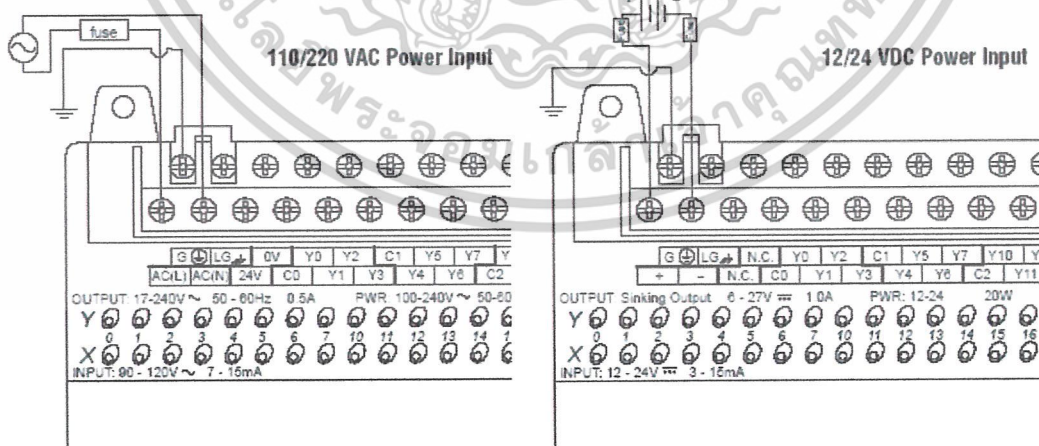 fuse
110/220 VAC Power Input
G LG 0V Y0 Y2 C1 Y5 Y7
AC(L) AC(N) 24V C0 Y1 Y3 Y4 Y6 C2
OUTPUT: 17-240V ~ 50 - 60Hz 0.5A PWR 100-240V ~ 50-60
Y
0 1 2 3 4 5 6 7 10 11 12 13 14
X
INPUT: 90 - 120V ~ 7 - 15mA
12/24 VDC Power Input
G LG N.C. Y0 Y2 C1 Y5 Y7 Y10
+ - N.C. C0 Y1 Y3 Y4 Y6 C2 Y11
OUTPUT Sinking Output 6 - 27V 1.0A PWR: 12-24 20W
Y
0 1 2 3 4 5 6 7 10 11 12 13 14 15 16
X
INPUT: 12 - 24V 3 - 15mA